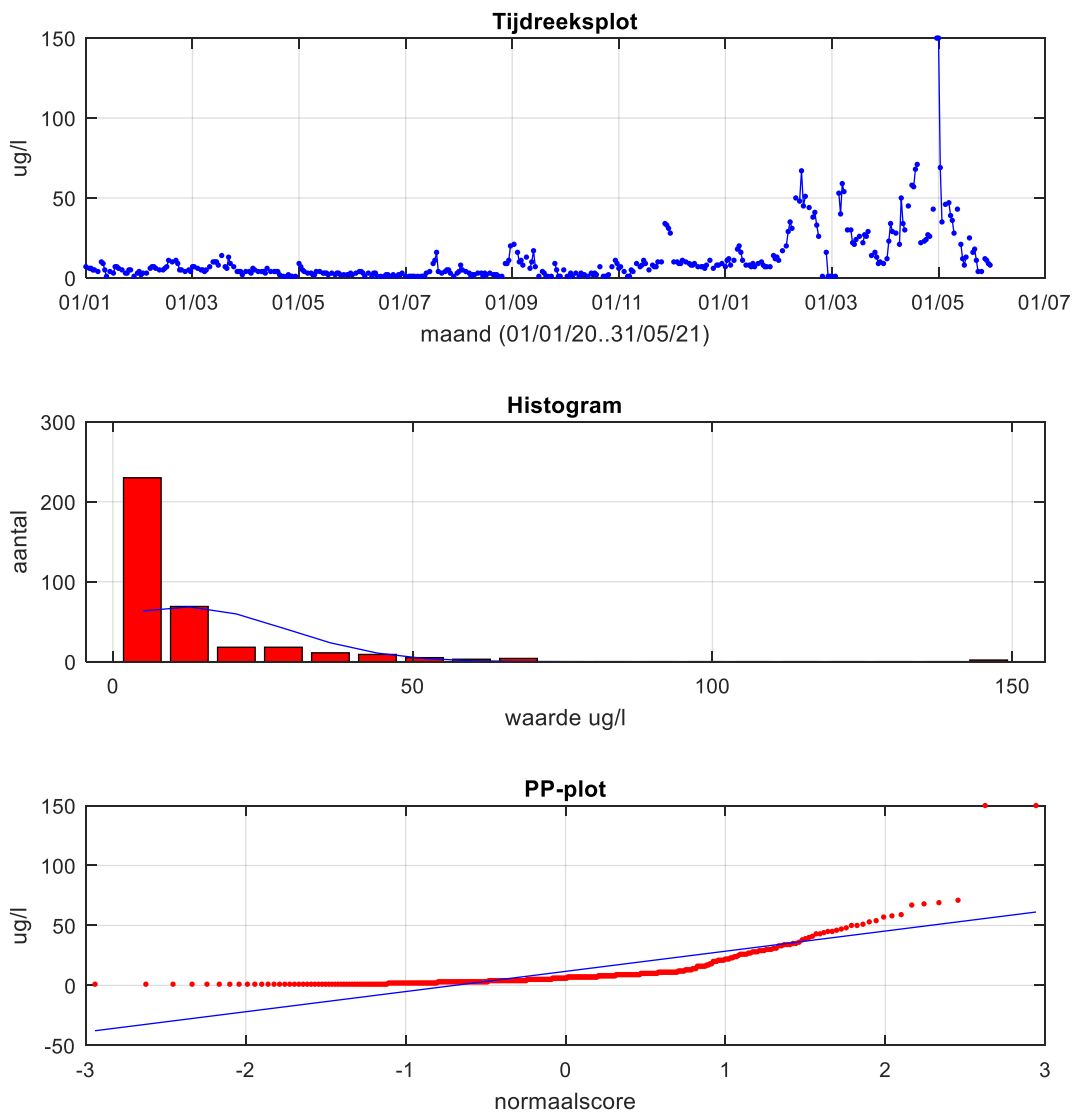 Tijdreeksplot
150
100
50
0
ug/l
01/01 01/03 01/05 01/07 01/09 01/11 01/01 01/03 01/05 01/07
maand (01/01/20..31/05/21)
Histogram
300
200
100
0
aantal
0 50 100 150
waarde ug/l
PP-plot
150
100
50
0
-50
ug/l
-3 -2 -1 0 1 2 3
normaalscore